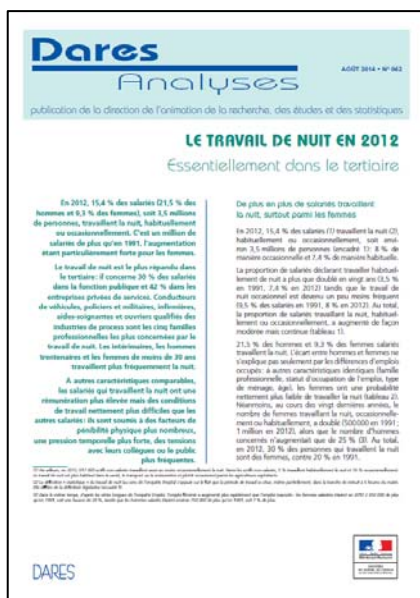 Dares
Analyses
AOÛT 2014 • N° 062
publication de la direction de l'animation de la recherche, des études et des statistiques
LE TRAVAIL DE NUIT EN 2012
Essentiellement dans le tertiaire
En 2012, 15,4 % des salariés (21,5 % des
hommes et 9,3 % des femmes), soit 3,5 millions
de personnes, travaillent la nuit, habituellement
ou occasionnellement. C'est un million de
salariés de plus qu'en 1991, l'augmentation
étant particulièrement forte pour les femmes.
Le travail de nuit est le plus répandu dans
le tertiaire : il concerne 30 % des salariés
dans la fonction publique et 42 % dans les
entreprises privées de services. Conducteurs
de véhicules, policiers et militaires, infirmières,
aides-soignantes et ouvriers qualifiés des
industries de process sont les cinq familles
professionnelles les plus concernées par le
travail de nuit. Les intérimaires, les hommes
trentenaires et les femmes de moins de 30 ans
travaillent plus fréquemment la nuit.
À autres caractéristiques comparables,
les salariés qui travaillent la nuit ont une
rémunération plus élevée mais des conditions
de travail nettement plus difficiles que les
autres salariés : ils sont soumis à des facteurs
de pénibilité physique plus nombreux,
une pression temporelle plus forte, des tensions
avec leurs collègues ou le public
plus fréquentes.
De plus en plus de salariés travaillent
la nuit, surtout parmi les femmes
En 2012, 15,4 % des salariés (1) travaillent la nuit (2),
habituellement ou occasionnellement, soit envi-
ron 3,5 millions de personnes (encadré 1) : 8 % de
manière occasionnelle et 7,4 % de manière habituelle.
La proportion de salariés déclarant travailler habituel-
lement de nuit a plus que doublé en vingt ans (3,5 %
en 1991, 7,4 % en 2012) tandis que le travail de
nuit occasionnel est devenu un peu moins fréquent
(9,5 % des salariés en 1991, 8 % en 2012). Au total,
la proportion de salariés travaillant la nuit, habituel-
lement ou occasionnellement, a augmenté de façon
modérée mais continue (tableau 1).
21,5 % des hommes et 9,3 % des femmes salariés
travaillent la nuit. L'écart entre hommes et femmes ne
s'explique pas seulement par les différences d'emplois
occupés : à autres caractéristiques identiques (famille
professionnelle, statut d'occupation de l'emploi, type
de ménage, âge), les femmes ont une probabilité
nettement plus faible de travailler la nuit (tableau 2).
Néanmoins, au cours des vingt dernières années, le
nombre de femmes travaillant la nuit, occasionnelle-
ment ou habituellement, a doublé (500 000 en 1991 ;
1 million en 2012), alors que le nombre d'hommes
concernés n'augmentait que de 25 % (3). Au total,
en 2012, 30 % des personnes qui travaillent la nuit
sont des femmes, contre 20 % en 1991.
DARES